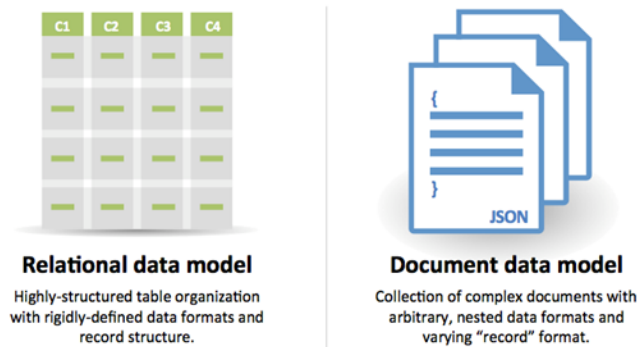 C1 C2 C3 C4
Relational data model
Highly-structured table organization
with rigidly-defined data formats and
record structure.
{
}
JSON
Document data model
Collection of complex documents with
arbitrary, nested data formats and
varying “record” format.